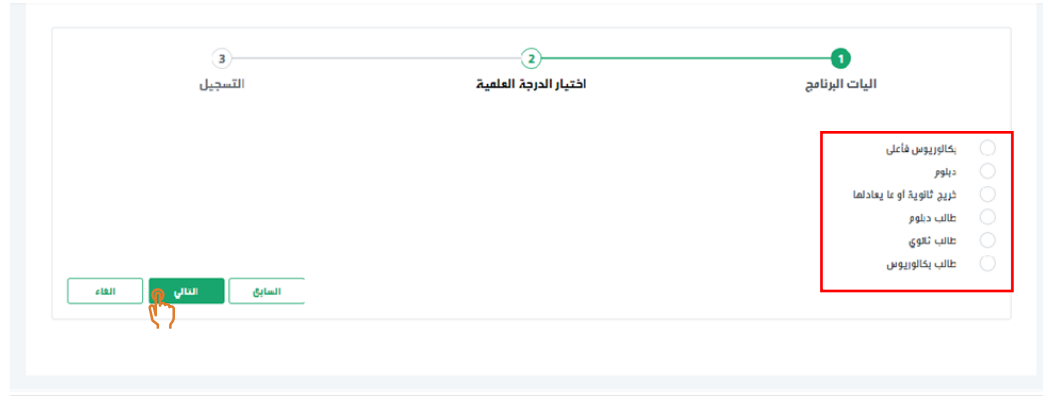 1
2
3
اليات البرنامج
اختيار الدرجة العلمية
التسجيل
بكالوريوس فأعلى
دبلوم
خريج ثانوية او ما يعادلها
طالب دبلوم
طالب ثانوي
طالب بكالوريوس
السابق
التالي
الغاء